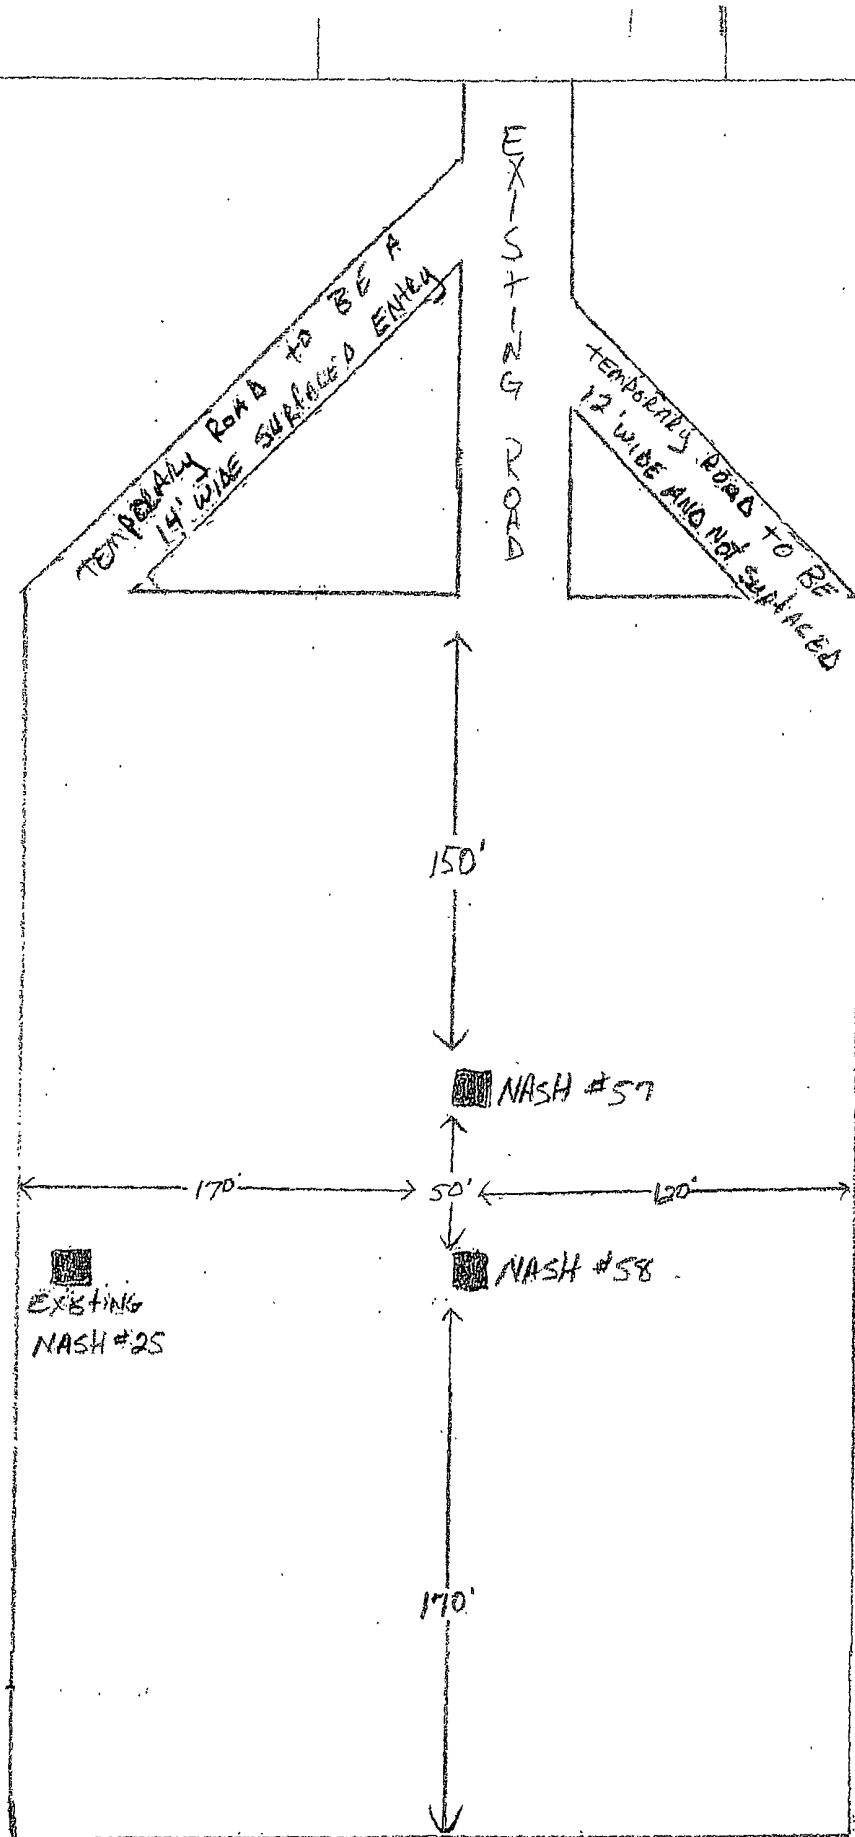 EXISTING ROAD
TEMPORARY ROAD to BE A
14' WIDE SURFACED ENTRY
TEMPORARY ROAD TO BE
12' WIDE AND NOT SURFACED
150'
NASH #57
170'
50'
120'
NASH #58
EXISTING
NASH #25
170'